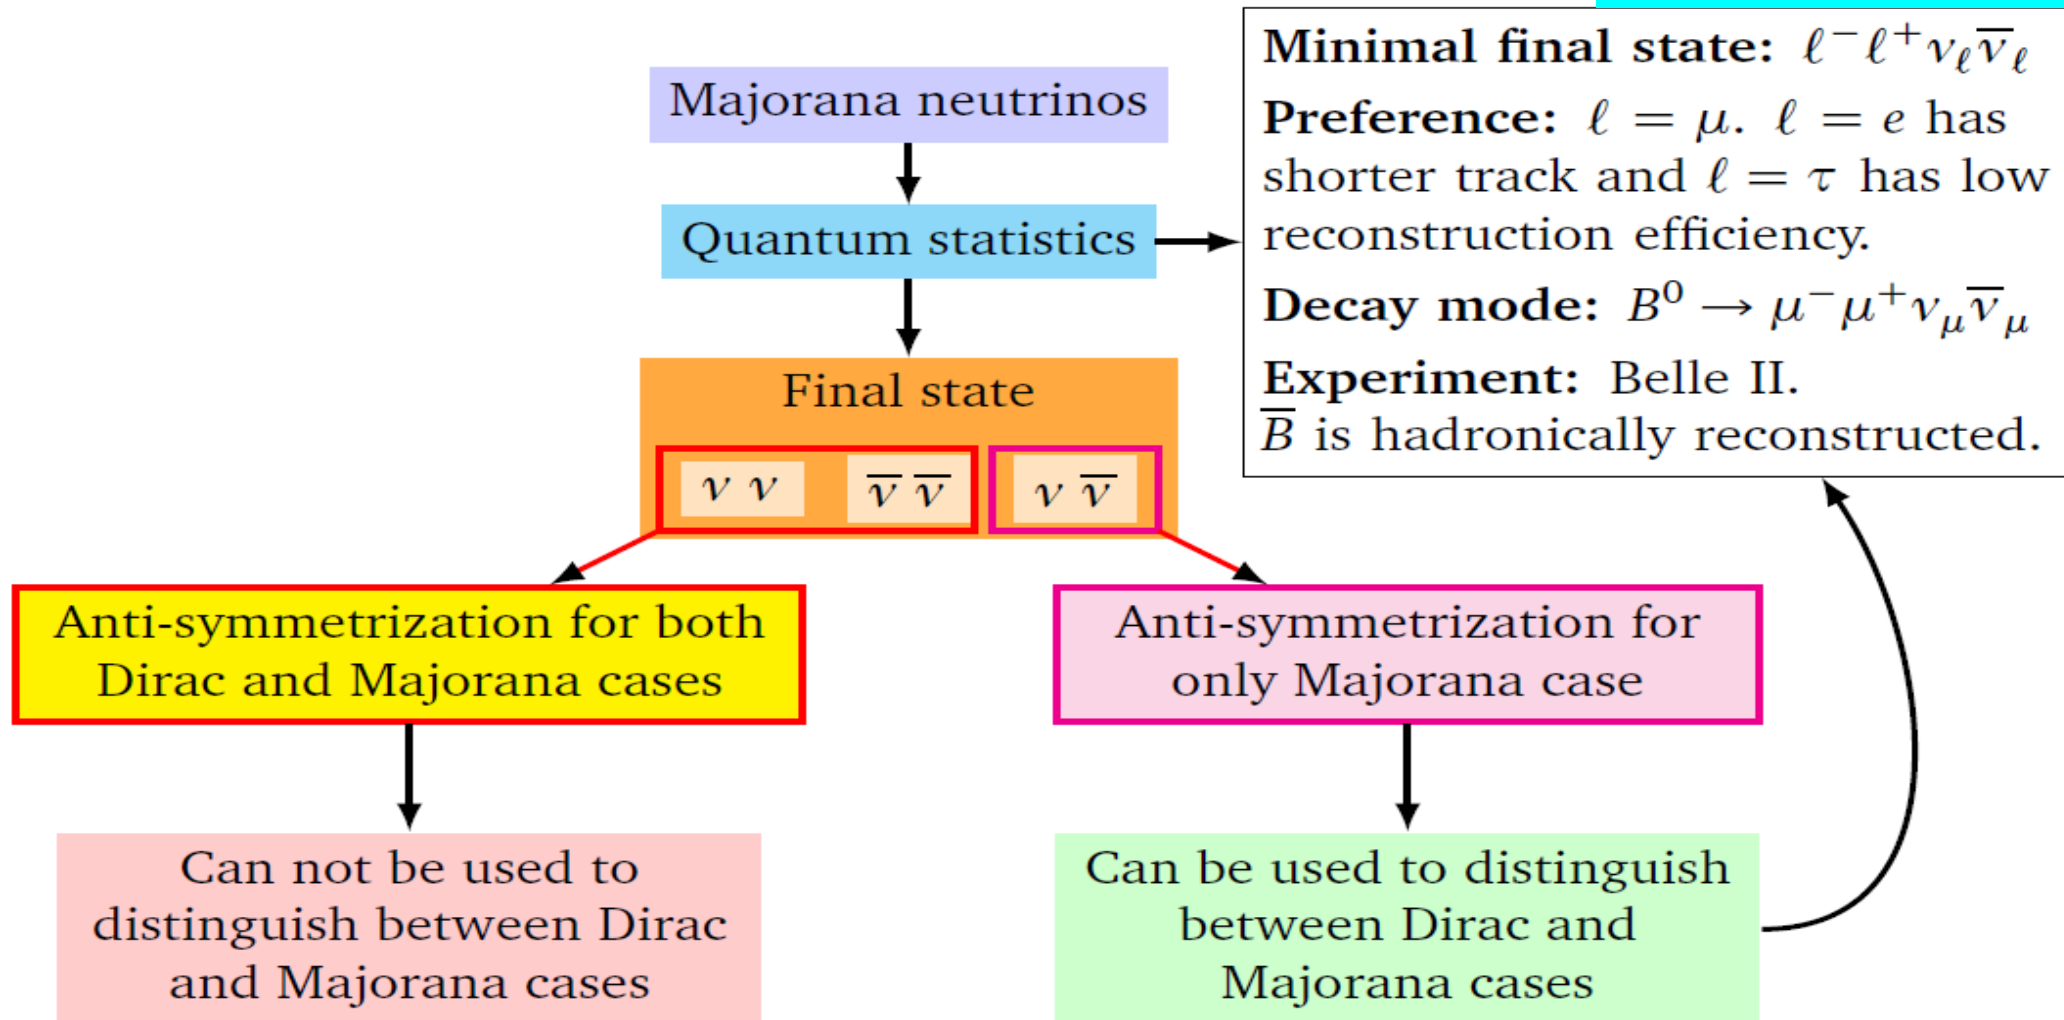 Majorana neutrinos
Quantum statistics
Final state
ν ν
ν̅ ν̅
ν ν̅
Anti-symmetrization for both
Dirac and Majorana cases
Can not be used to
distinguish between Dirac
and Majorana cases
Anti-symmetrization for
only Majorana case
Can be used to distinguish
between Dirac and
Majorana cases
Minimal final state: ℓ⁻ℓ⁺ν_ℓ ν̅_ℓ
Preference: ℓ = μ. ℓ = e has
shorter track and ℓ = τ has low
reconstruction efficiency.
Decay mode: B⁰ → μ⁻μ⁺ν_μ ν̅_μ
Experiment: Belle II.
B̅ is hadronically reconstructed.